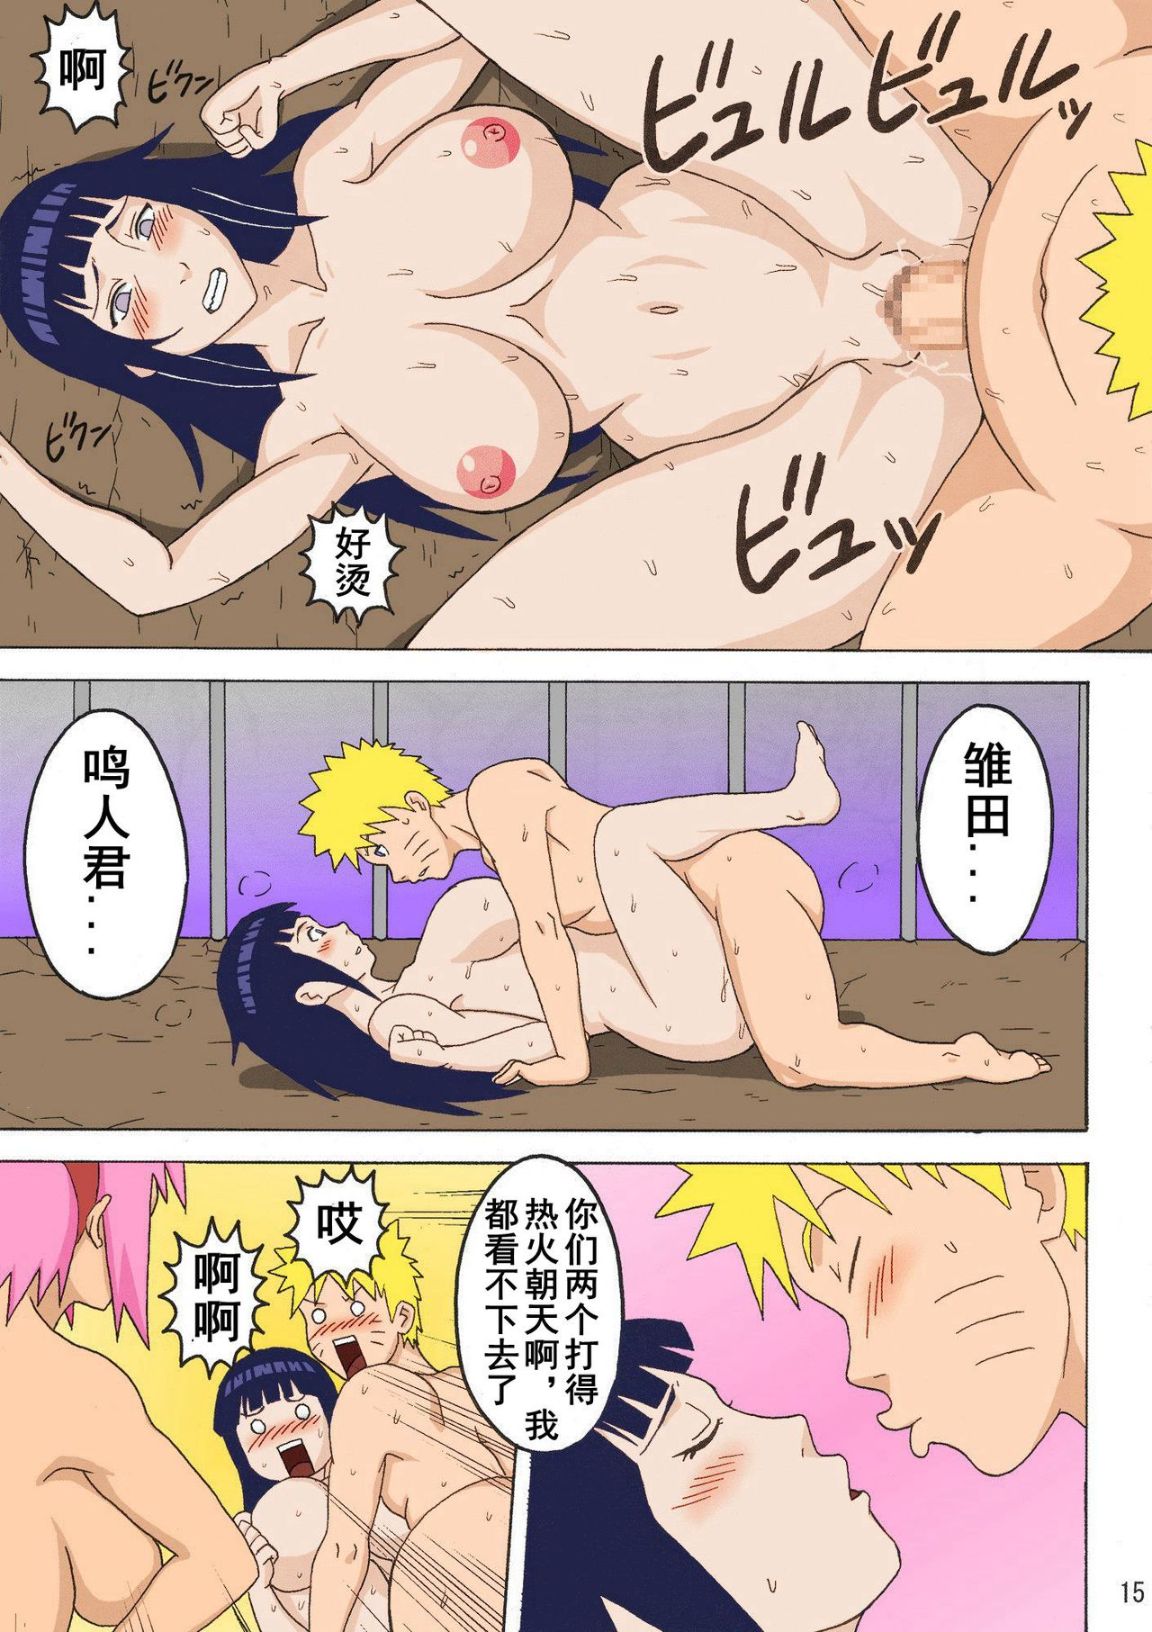 ビュルビュルッ
ビクン
啊
ビュッ
好
烫
ビクン
雏田...
鸣人君...
你们两个打得
热火朝天啊，我
都看不下去了
哎
啊啊
15